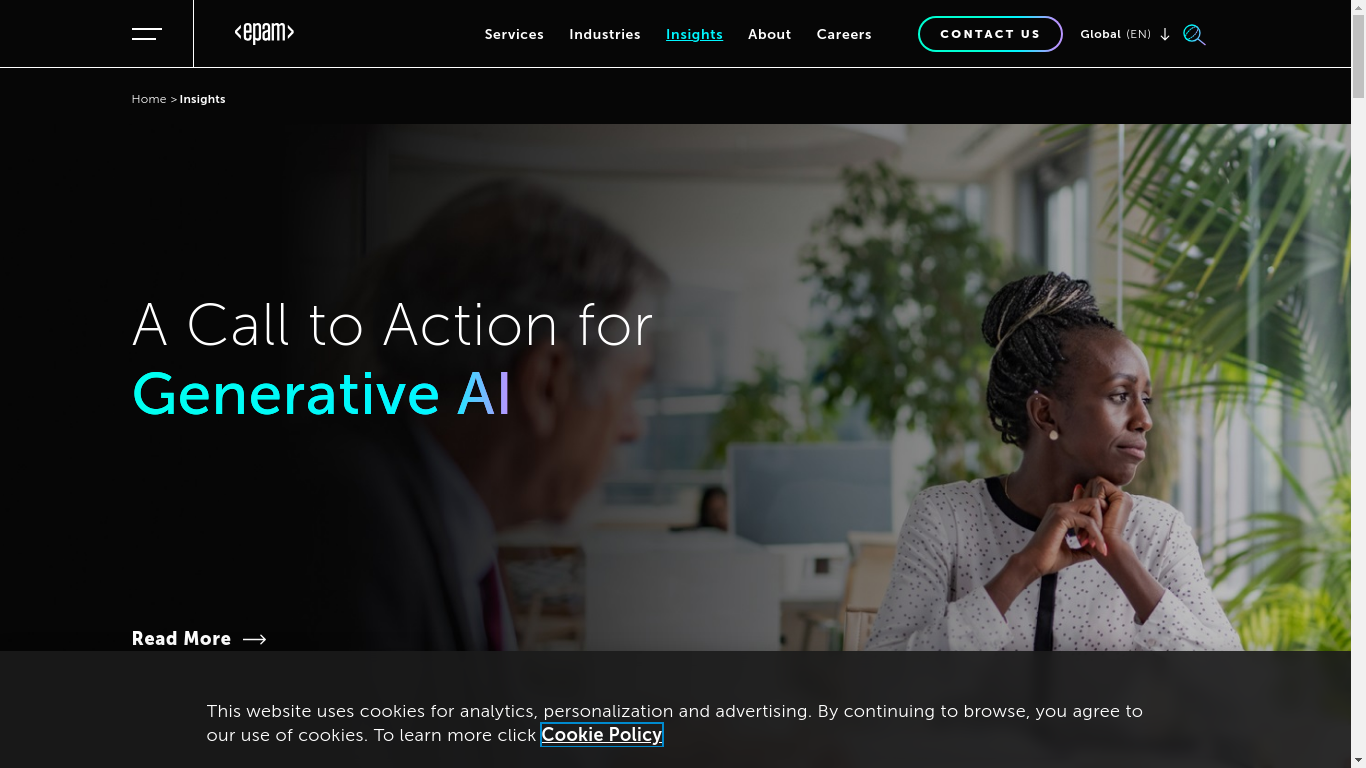 <epam>
Services Industries Insights About Careers CONTACT US Global (EN)
Home > Insights
A Call to Action for
Generative AI
Read More
This website uses cookies for analytics, personalization and advertising. By continuing to browse, you agree to
our use of cookies. To learn more click Cookie Policy